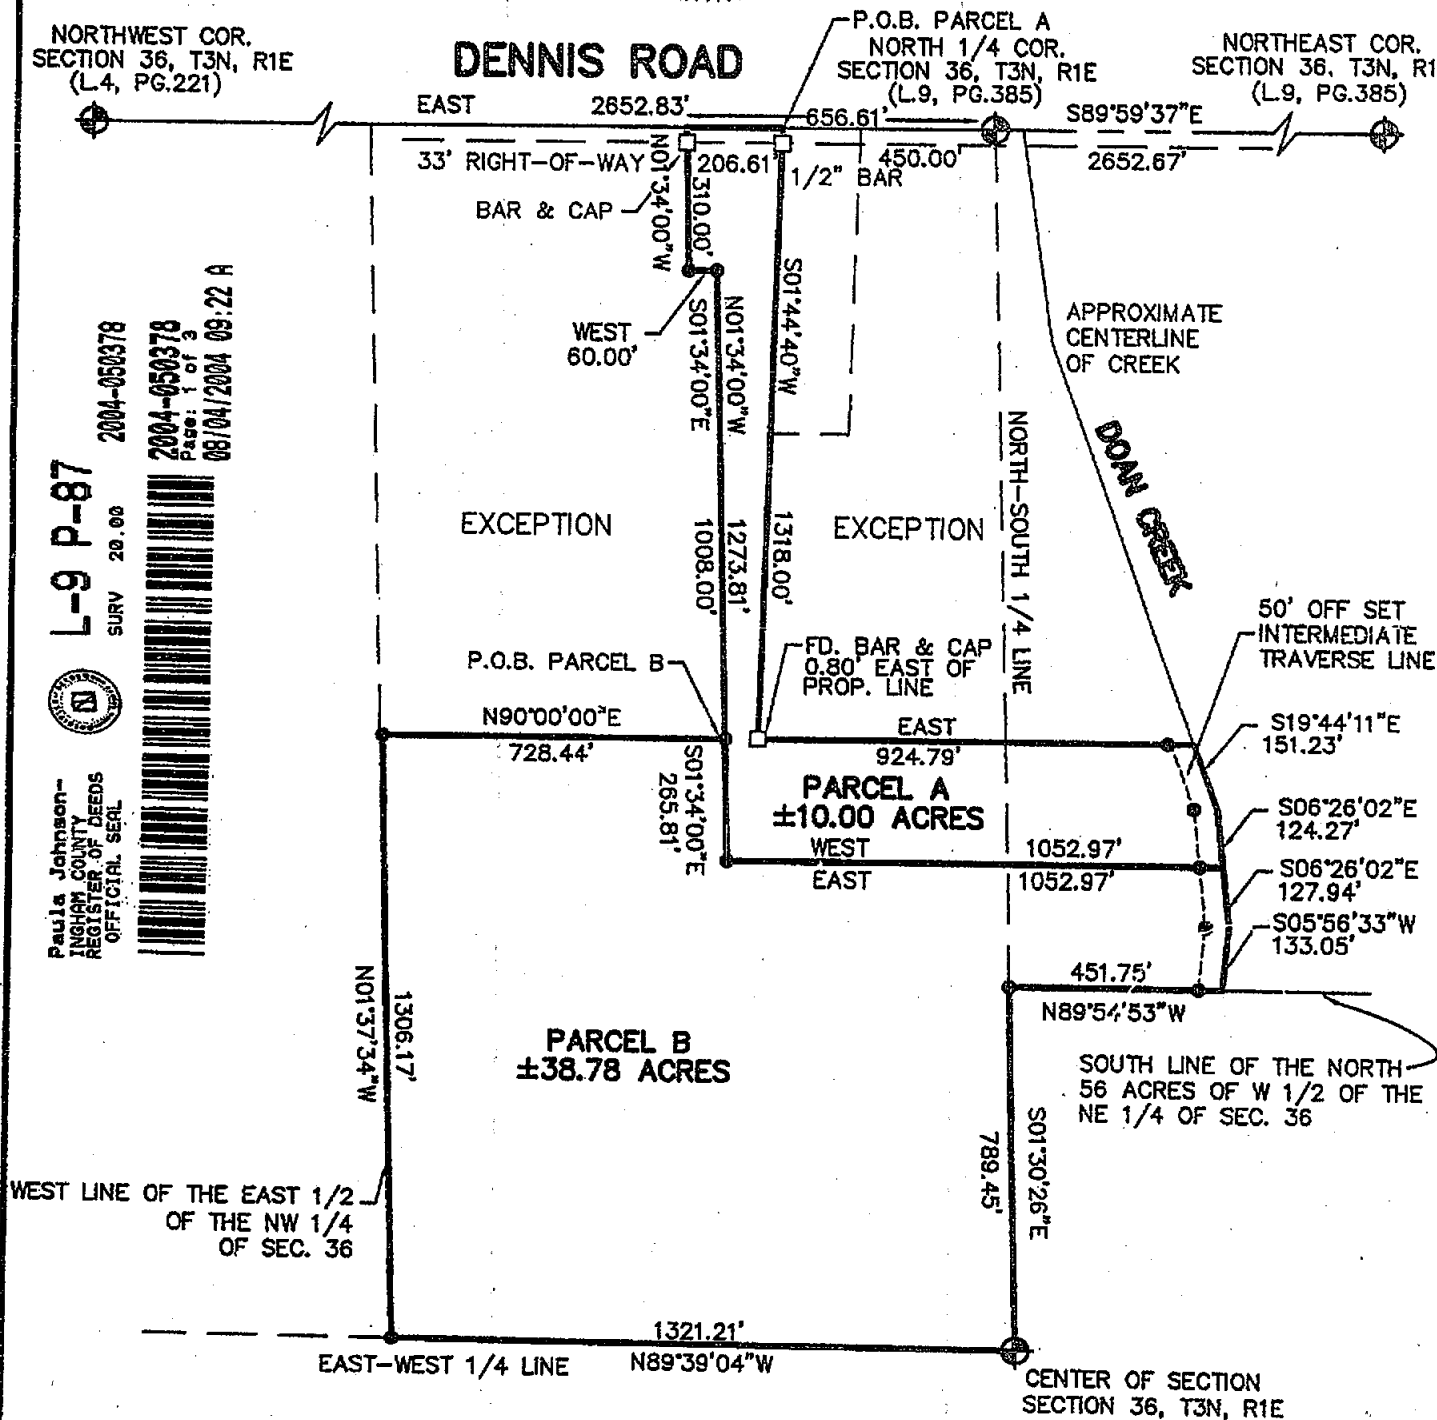 NORTHWEST COR.
SECTION 36, T3N, R1E
(L.4, PG.221)
DENNIS ROAD
P.O.B. PARCEL A
NORTH 1/4 COR.
SECTION 36, T3N, R1E
(L.9, PG.385)
NORTHEAST COR.
SECTION 36, T3N, R1
(L.9, PG.385)
EAST
2652.83'
656.61'
S89°59'37"E
2652.67'
33' RIGHT-OF-WAY
206.61
450.00'
1/2" BAR
BAR & CAP
N01°34'00"W
310.00'
WEST
60.00'
S01°34'00"E
1008.00'
N01°34'00"W
1273.81'
S01°44'40"W
1318.00'
APPROXIMATE
CENTERLINE
OF CREEK
DOAN CREEK
NORTH-SOUTH 1/4 LINE
EXCEPTION
EXCEPTION
50' OFF SET
INTERMEDIATE
TRAVERSE LINE
2004-050378
2004-050378
Page: 1 of 3
08/04/2004 09:22 A
L-9 P-87
SURV 20.00
Paula Johnson-
INGHAM COUNTY
REGISTER OF DEEDS
OFFICIAL SEAL
P.O.B. PARCEL B
FD. BAR & CAP
0.80' EAST OF
PROP. LINE
N90°00'00"E
728.44'
EAST
924.79'
S19°44'11"E
151.23'
S01°34'00"E
265.81'
PARCEL A
±10.00 ACRES
S06°26'02"E
124.27'
WEST
1052.97'
EAST
1052.97'
S06°26'02"E
127.94'
S05°56'33"W
133.05'
451.75'
N89°54'53"W
N01°37'34"W
1306.17'
PARCEL B
±38.78 ACRES
SOUTH LINE OF THE NORTH
56 ACRES OF W 1/2 OF THE
NE 1/4 OF SEC. 36
S01°30'26"E
789.45'
WEST LINE OF THE EAST 1/2
OF THE NW 1/4
OF SEC. 36
1321.21'
EAST-WEST 1/4 LINE
N89°39'04"W
CENTER OF SECTION
SECTION 36, T3N, R1E